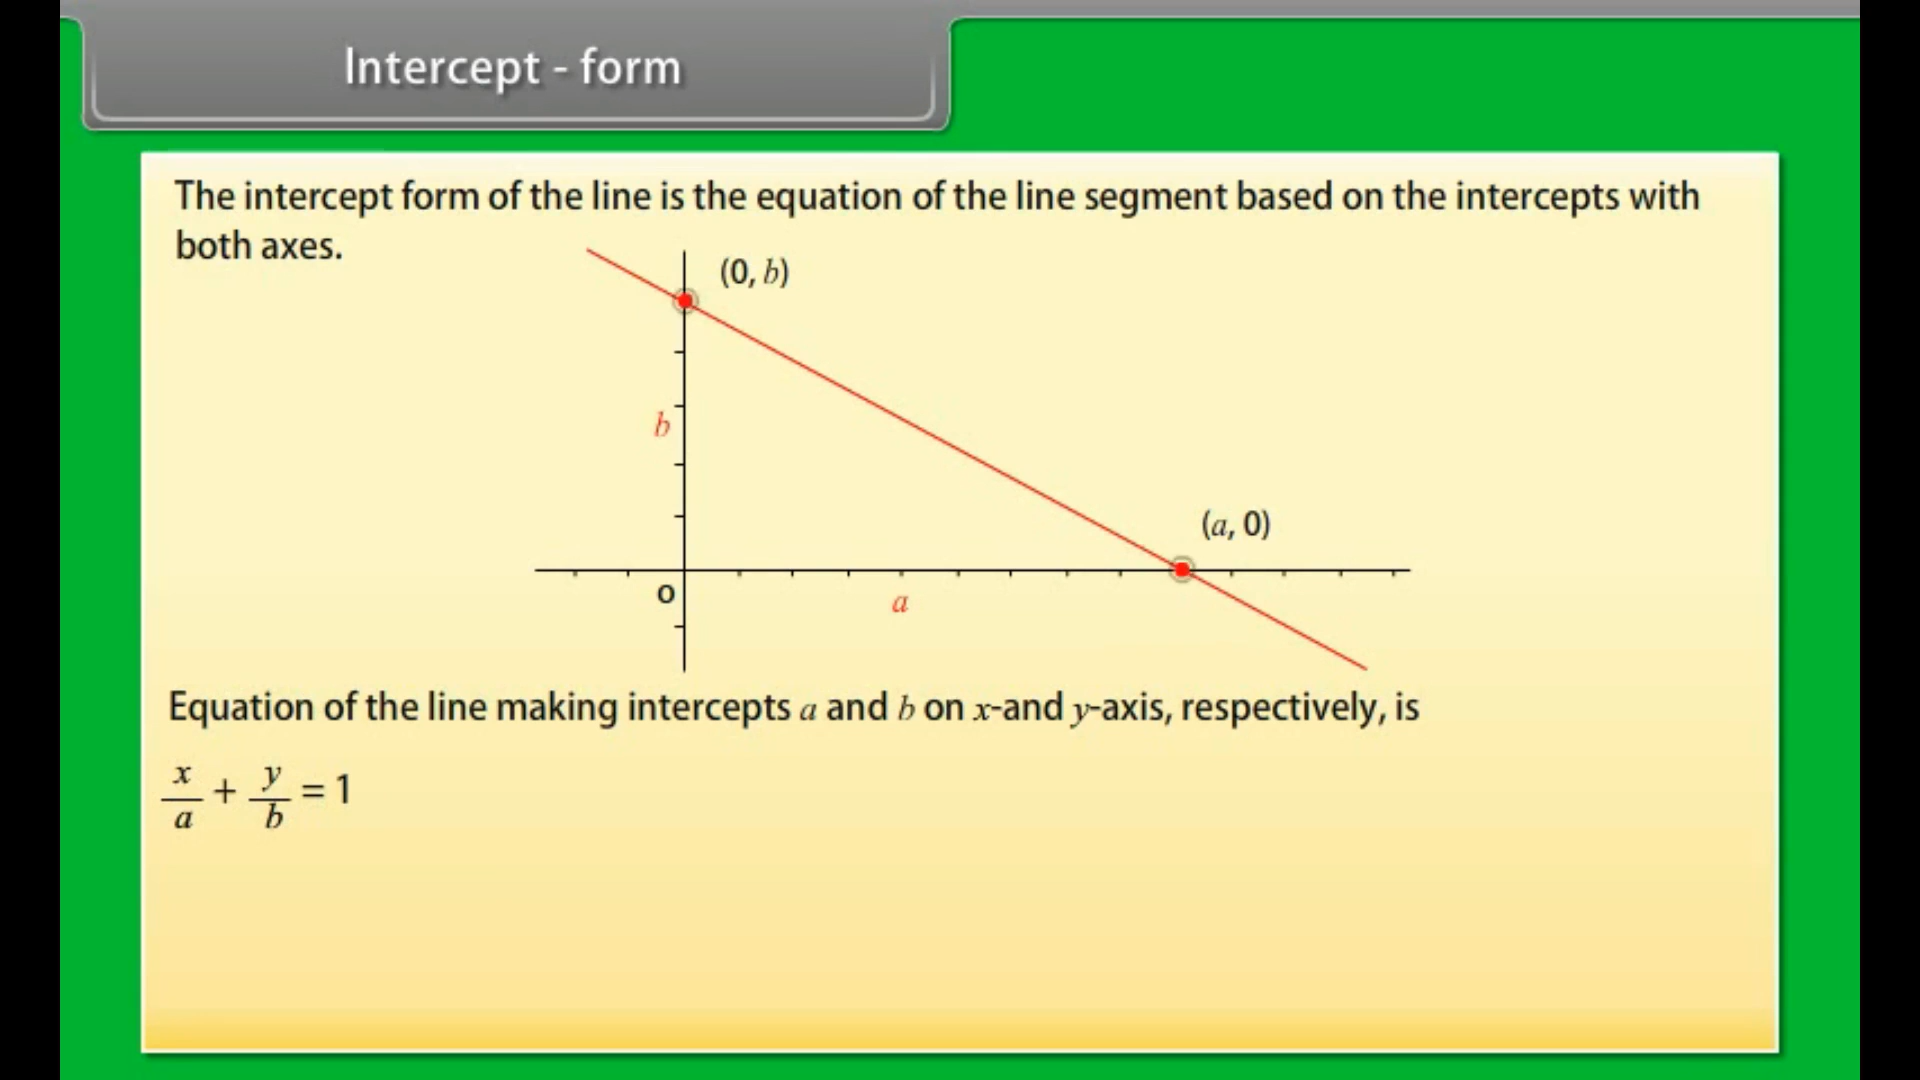 Intercept - form
The intercept form of the line is the equation of the line segment based on the intercepts with
both axes.
(0, b)
b
(a, 0)
O
a
Equation of the line making intercepts a and b on x-and y-axis, respectively, is
x/a + y/b = 1